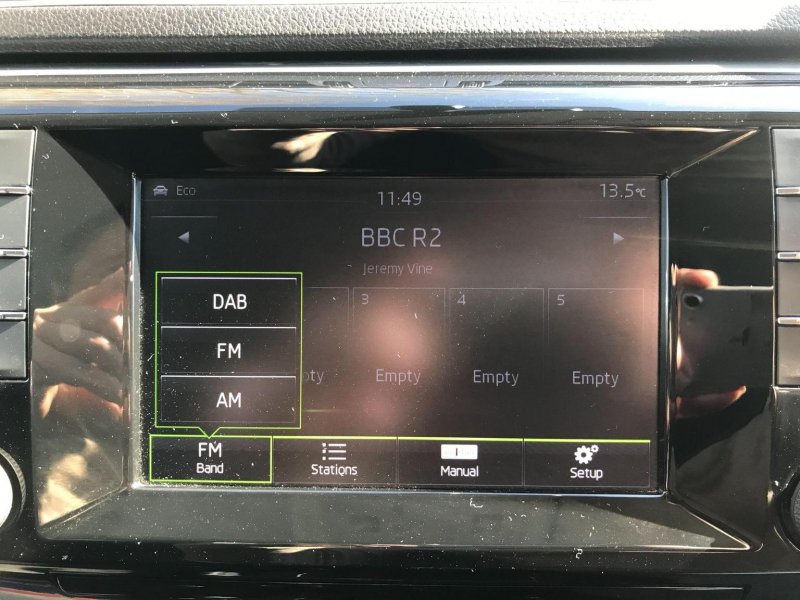 Eco
11:49
13.5°C
BBC R2
Jeremy Vine
DAB
FM
AM
3
4
5
pty
Empty
Empty
Empty
FM
Band
Stations
Manual
Setup